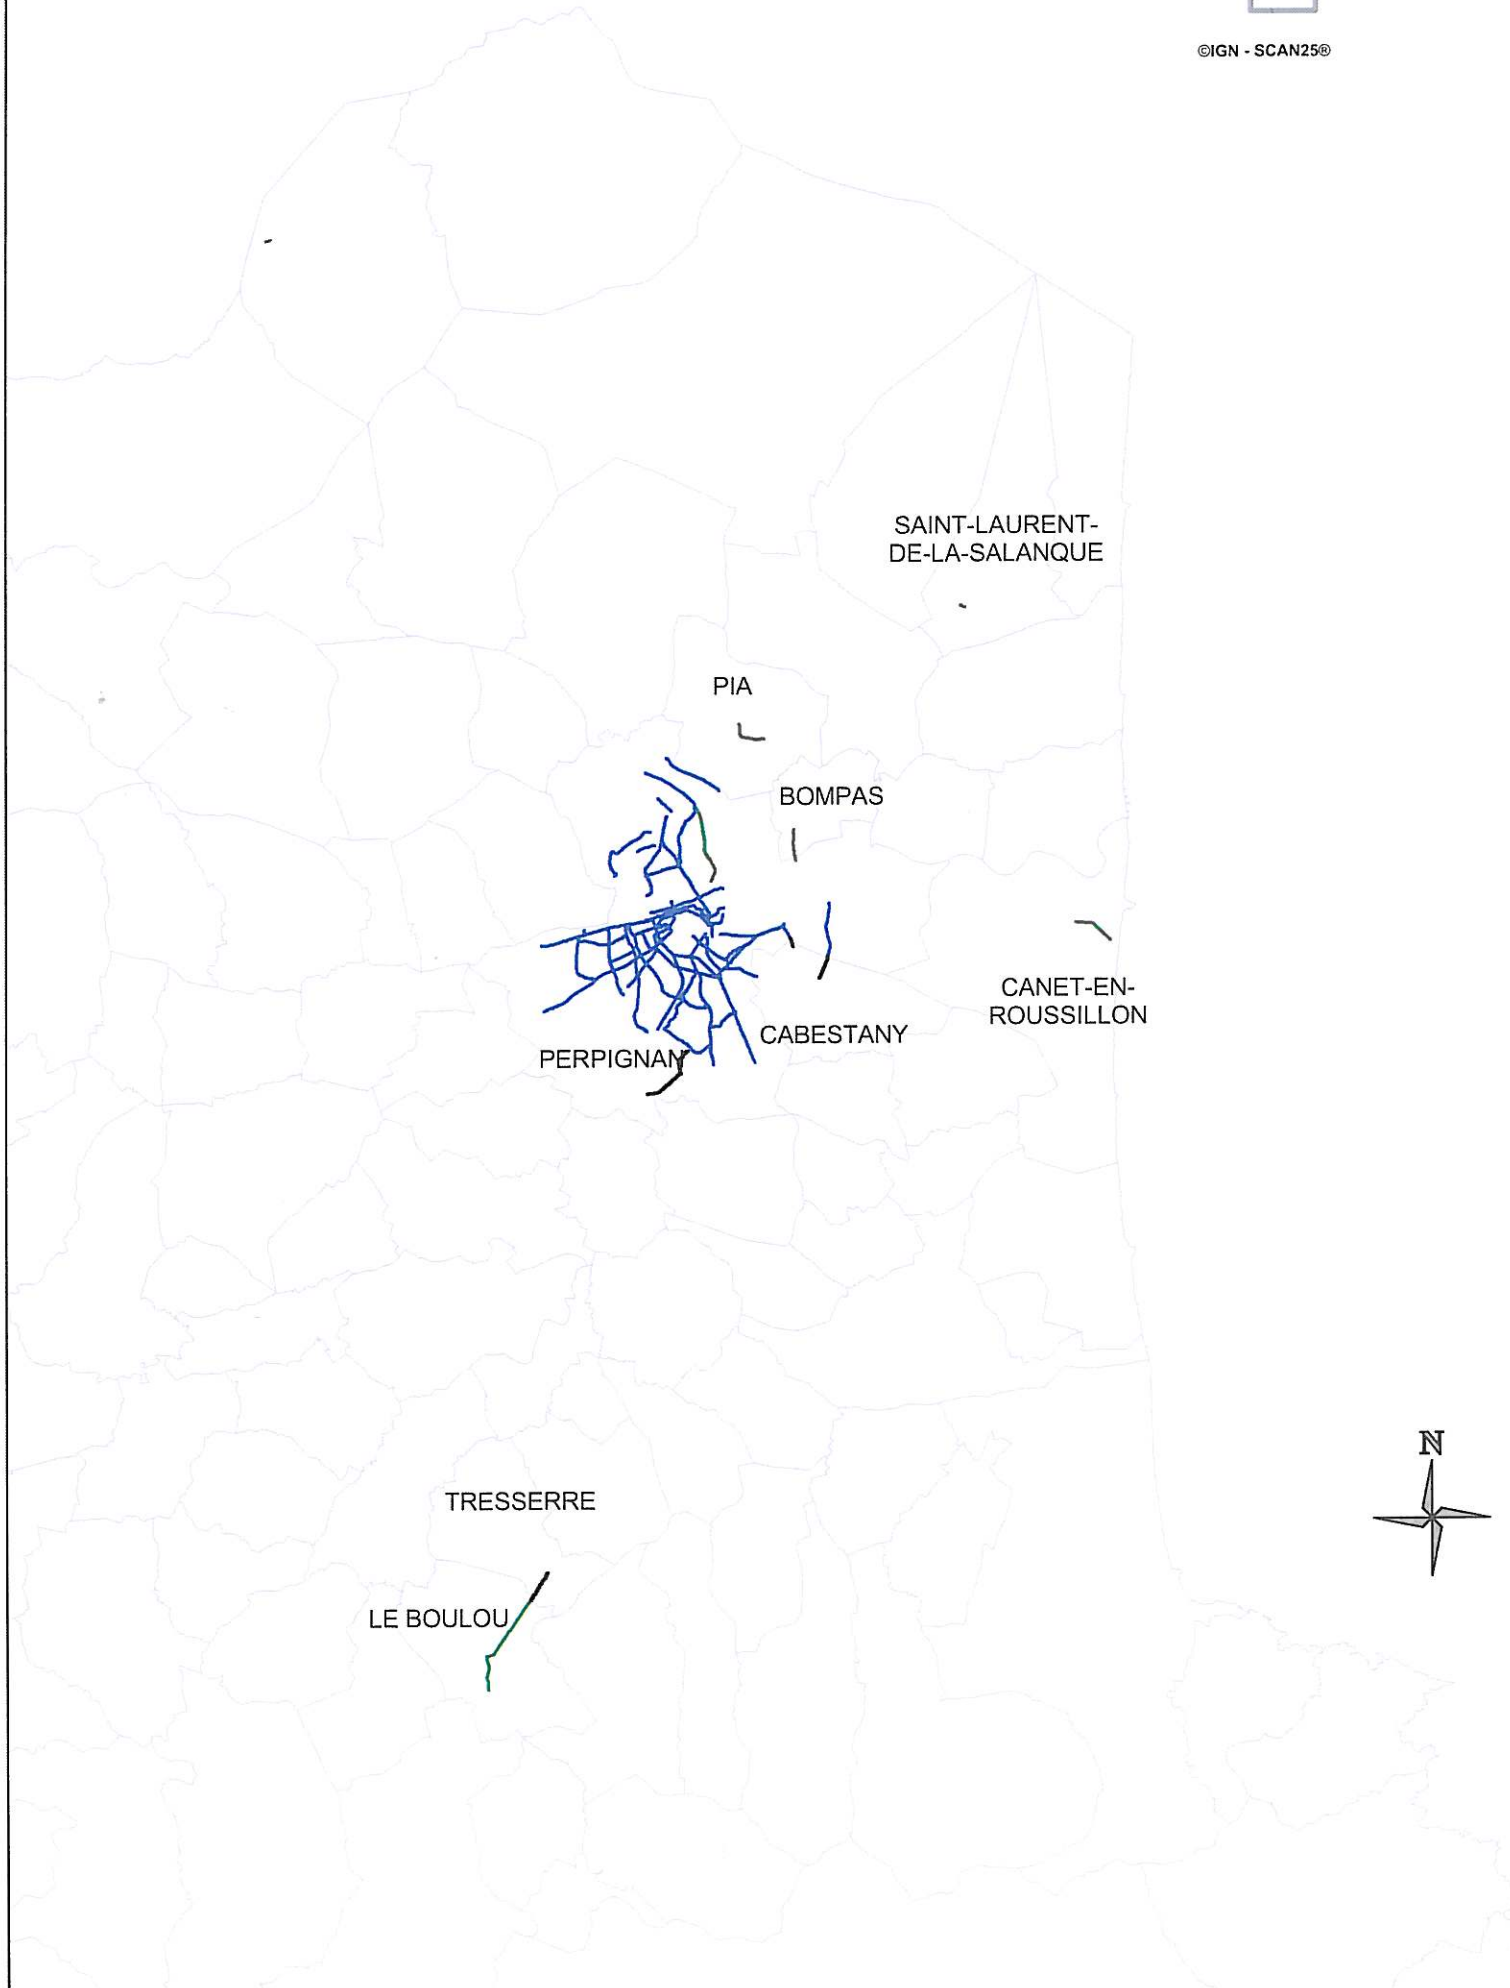 ©IGN - SCAN25®
SAINT-LAURENT-
DE-LA-SALANQUE
PIA
BOMPAS
CANET-EN-
ROUSSILLON
CABESTANY
PERPIGNAN
N
TRESSERRE
LE BOULOU